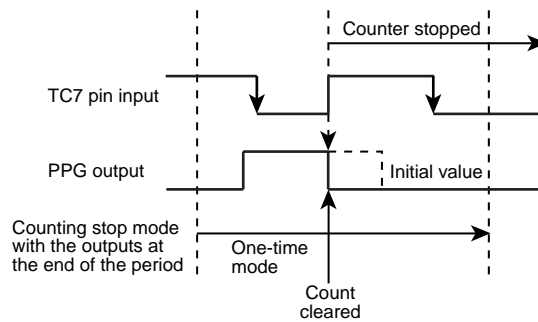 Counter stopped
TC7 pin input
PPG output
Initial value
Counting stop mode
with the outputs at
the end of the period
One-time
mode
Count
cleared